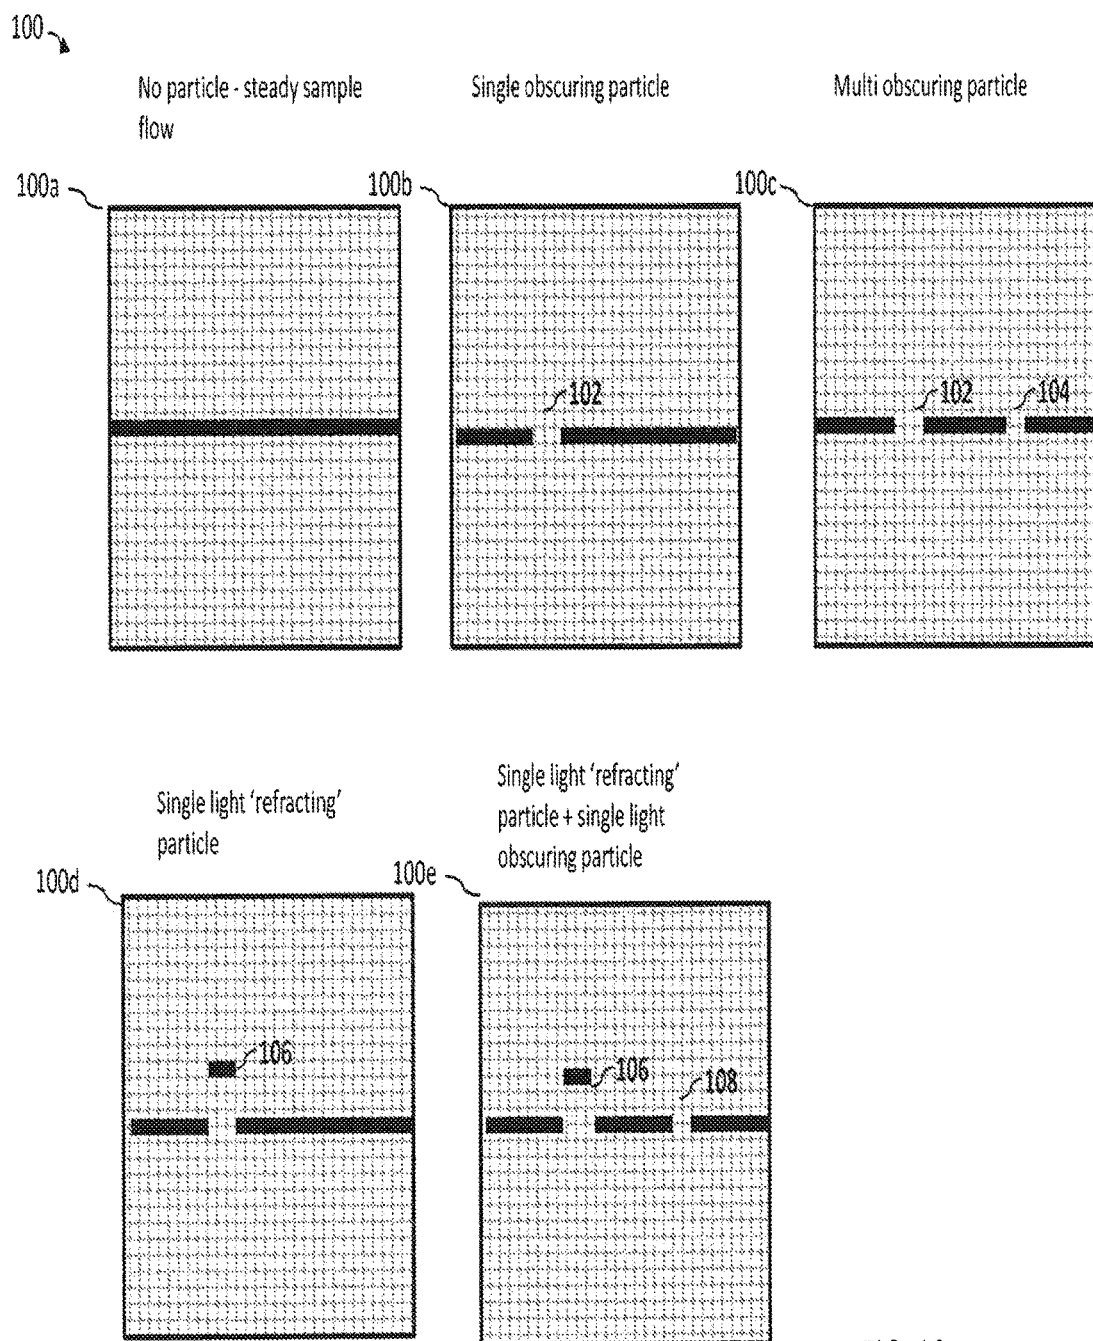 100
No particle - steady sample
flow
Single obscuring particle
Multi obscuring particle
100a
100b
100c
102
102
104
Single light 'refracting'
particle
Single light 'refracting'
particle + single light
obscuring particle
100d
100e
106
106
108